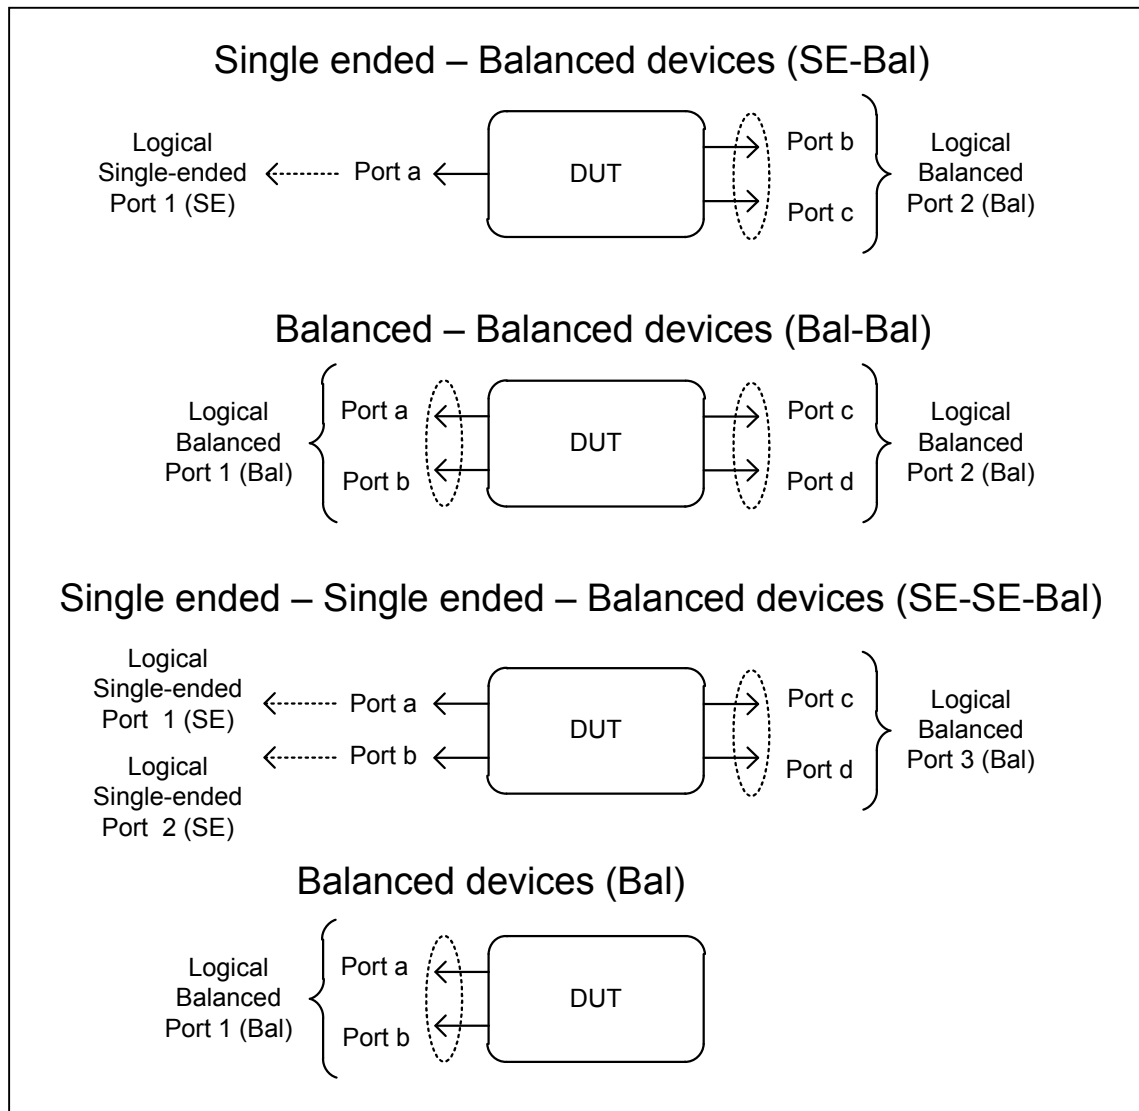 Single ended – Balanced devices (SE-Bal)
Logical
Single-ended
Port 1 (SE)
Port a
DUT
Port b
Port c
Logical
Balanced
Port 2 (Bal)
Balanced – Balanced devices (Bal-Bal)
Logical
Balanced
Port 1 (Bal)
Port a
Port b
DUT
Port c
Port d
Logical
Balanced
Port 2 (Bal)
Single ended – Single ended – Balanced devices (SE-SE-Bal)
Logical
Single-ended
Port 1 (SE)
Logical
Single-ended
Port 2 (SE)
Port a
Port b
DUT
Port c
Port d
Logical
Balanced
Port 3 (Bal)
Balanced devices (Bal)
Logical
Balanced
Port 1 (Bal)
Port a
Port b
DUT